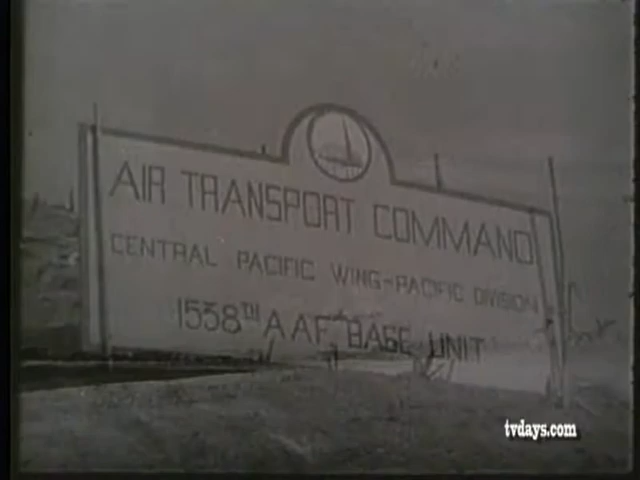 AIR TRANSPORT COMMAND
CENTRAL PACIFIC WING-PACIFIC DIVISION
1538TH AAF BASE UNIT
tvdays.com